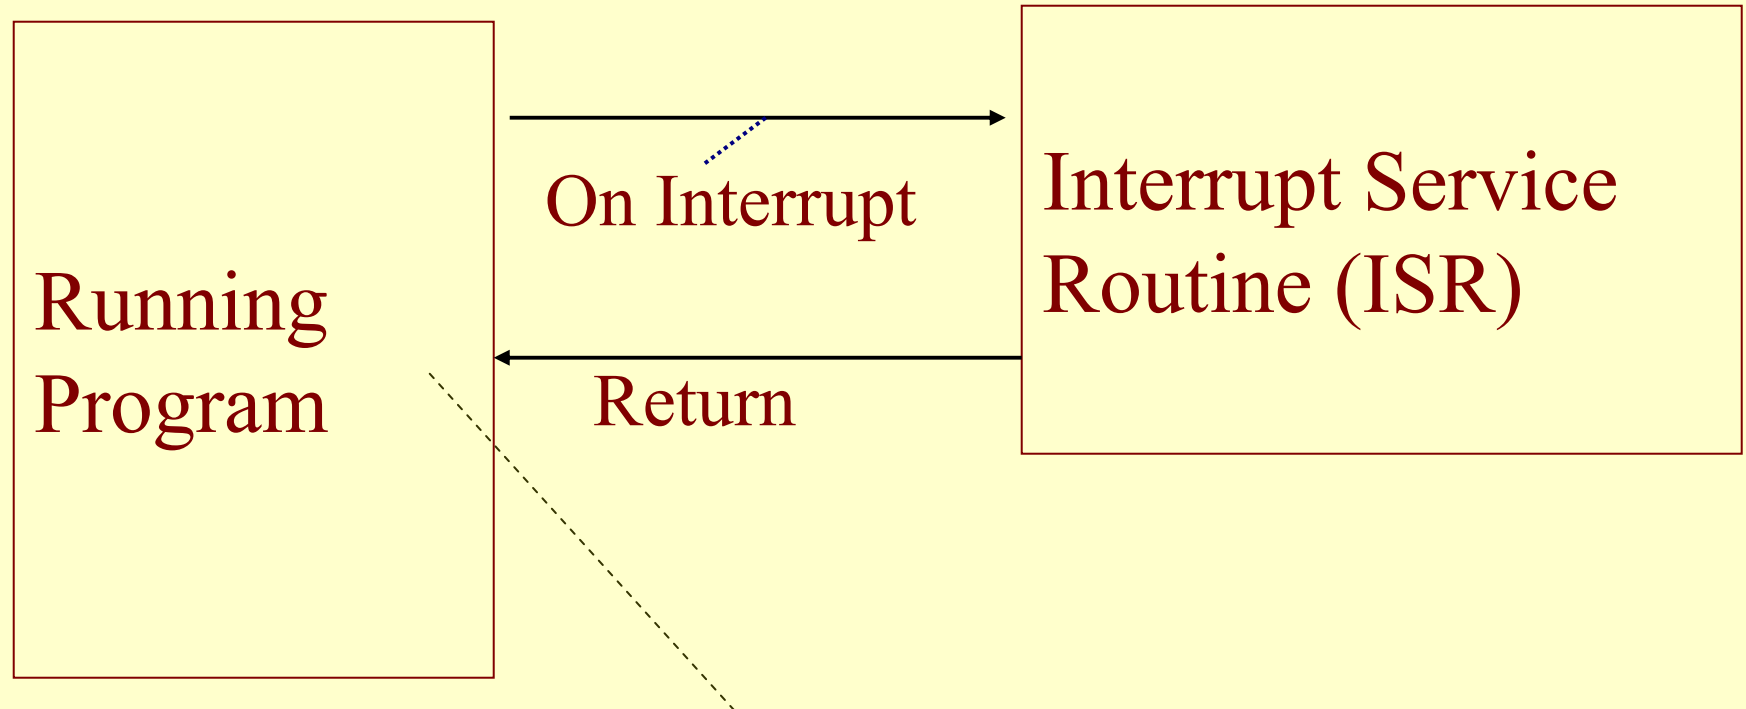 Running
Program
On Interrupt
Return
Interrupt Service
Routine (ISR)